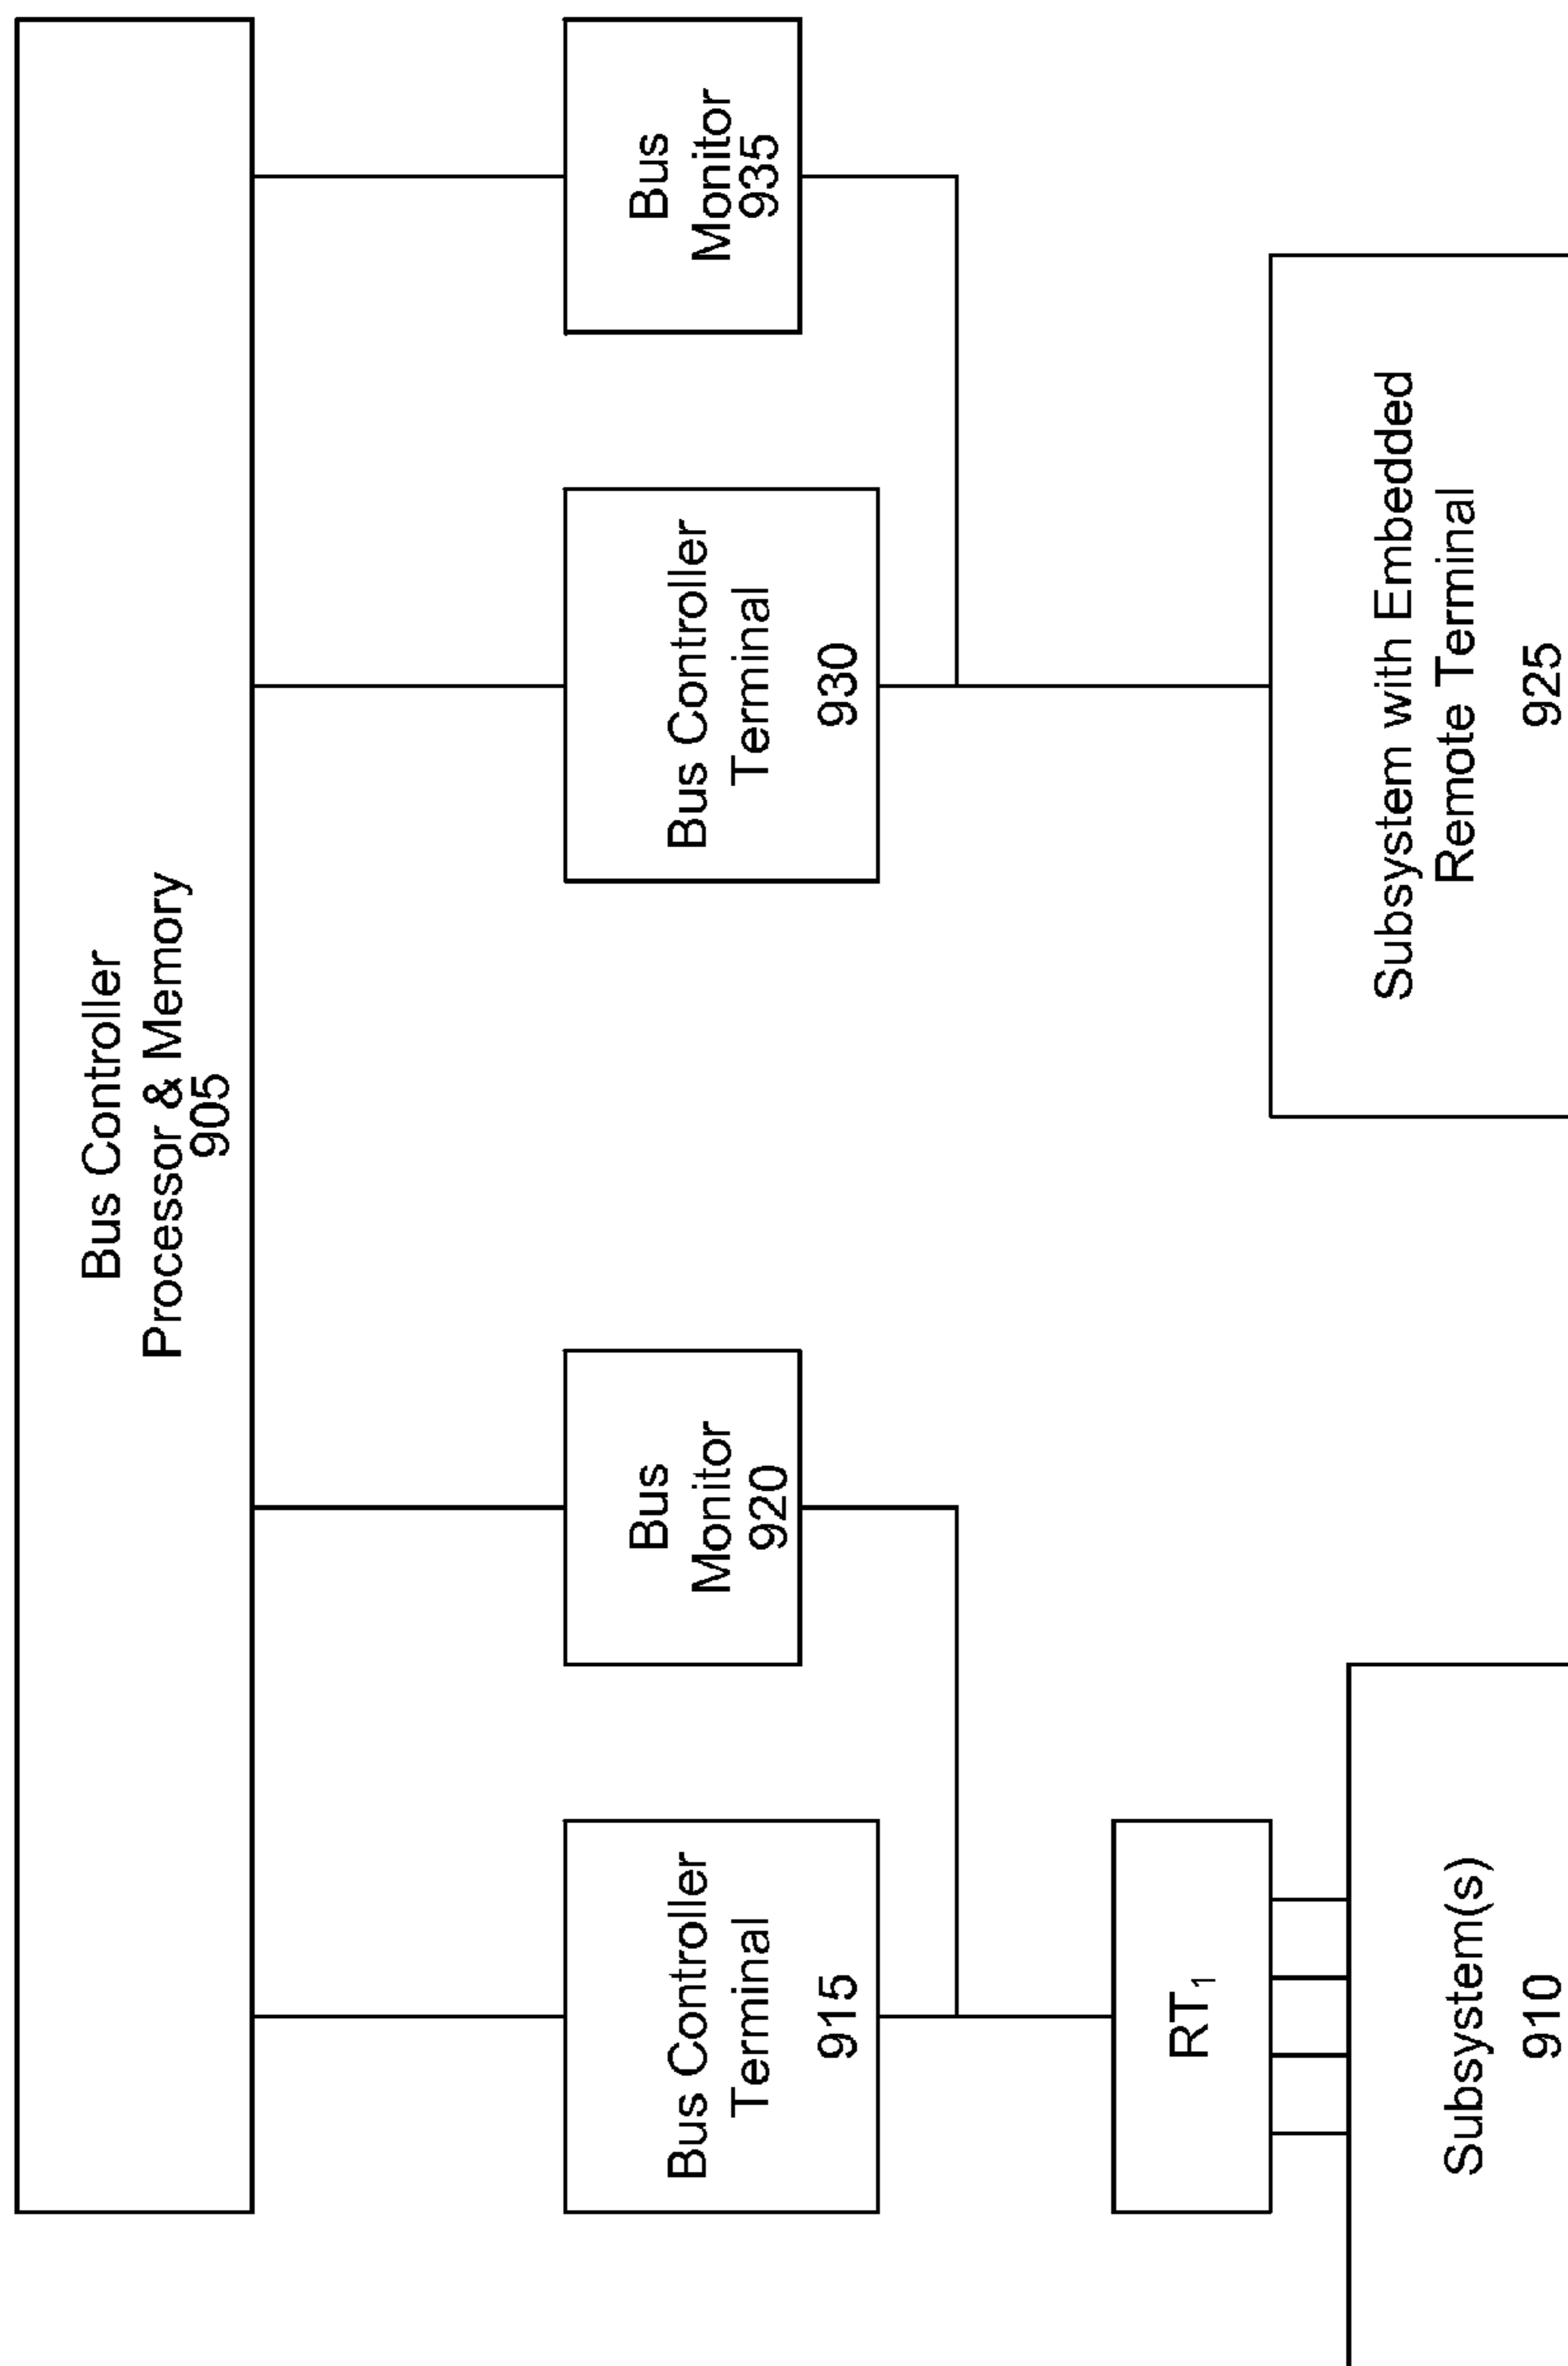 Bus Controller
Processor & Memory
905
Bus Controller
Terminal
915
Bus
Monitor
920
Bus Controller
Terminal
930
Bus
Monitor
935
RT₁
Subsystem(s)
910
Subsystem with Embedded
Remote Terminal
925